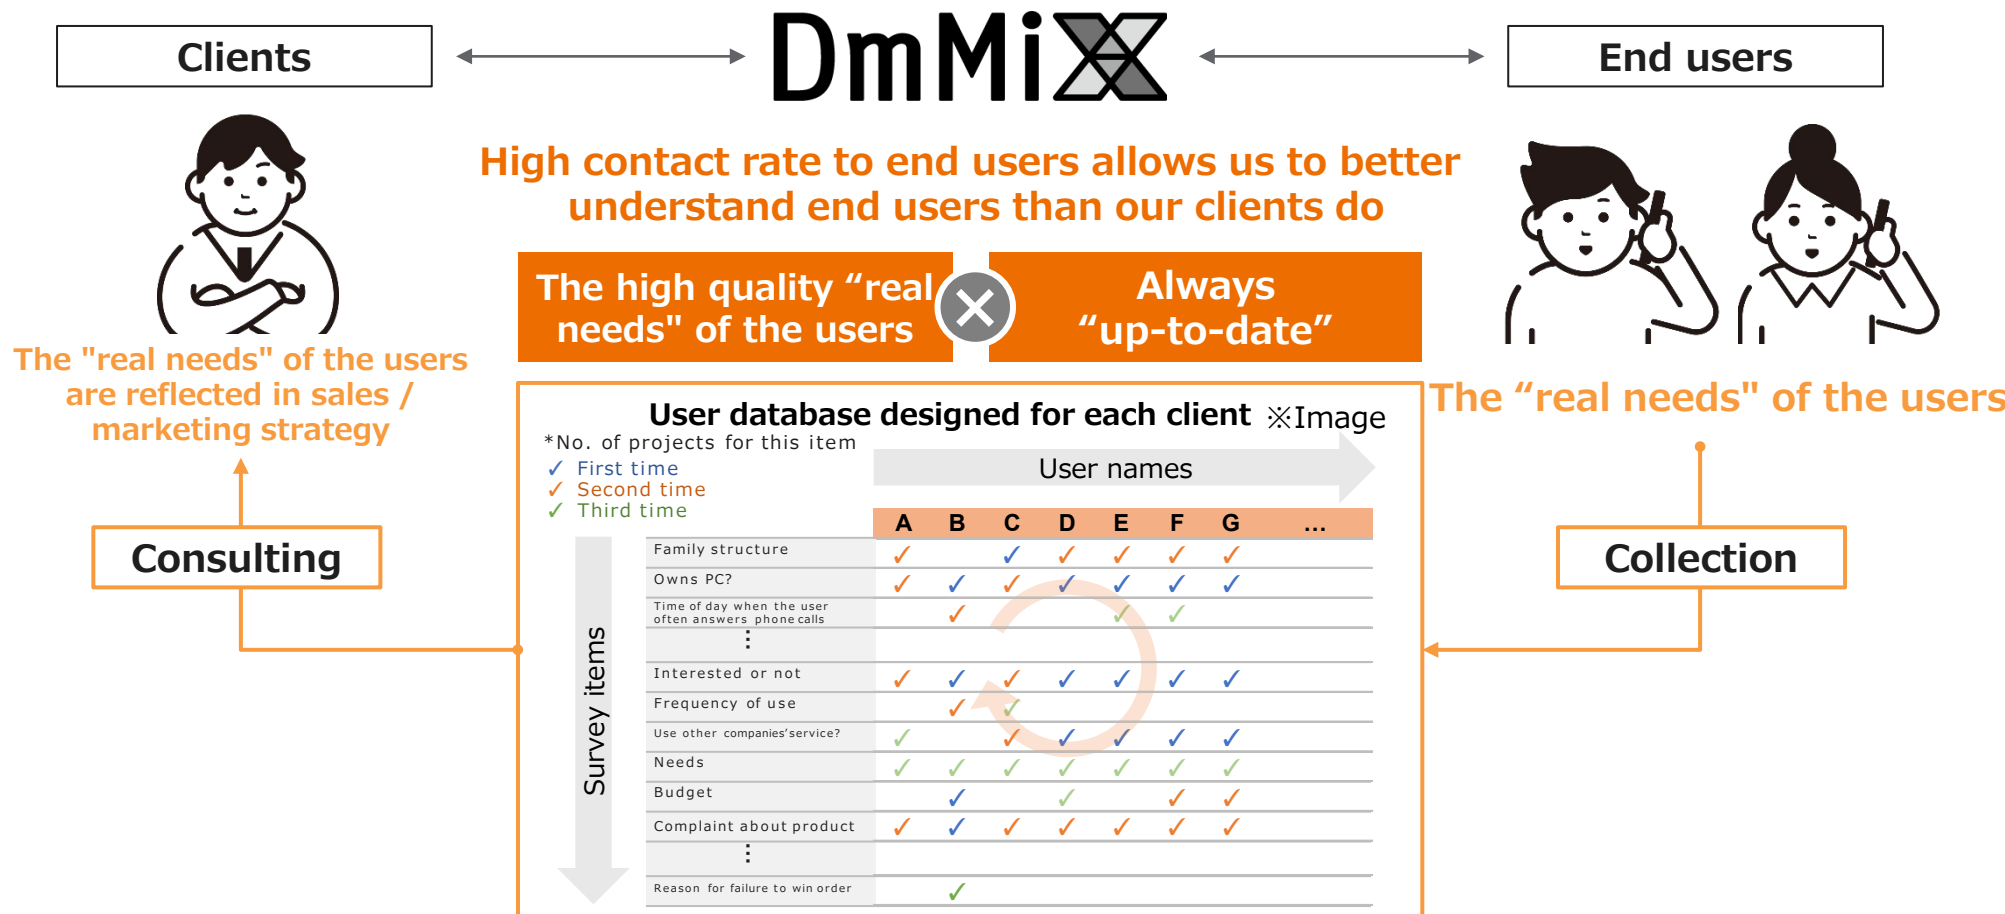 Clients
DmMiX
End users
High contact rate to end users allows us to better
understand end users than our clients do
The high quality “real
needs" of the users
Always
“up-to-date”
The "real needs" of the users
are reflected in sales /
marketing strategy
The “real needs" of the users
User database designed for each client ※Image
*No. of projects for this item
✓ First time
✓ Second time
✓ Third time
User names
A B C D E F G ...
Consulting
Collection
Survey items
Family structure ✓ ✓ ✓ ✓ ✓ ✓
Owns PC? ✓ ✓ ✓ ✓ ✓ ✓ ✓
Time of day when the user
often answers phone calls ✓ ✓ ✓
⋮
Interested or not ✓ ✓ ✓ ✓ ✓ ✓ ✓
Frequency of use ✓ ✓
Use other companies’service? ✓ ✓ ✓ ✓ ✓ ✓
Needs ✓ ✓ ✓ ✓ ✓ ✓ ✓
Budget ✓ ✓ ✓ ✓
Complaint about product ✓ ✓ ✓ ✓ ✓ ✓ ✓
⋮
Reason for failure to win order ✓